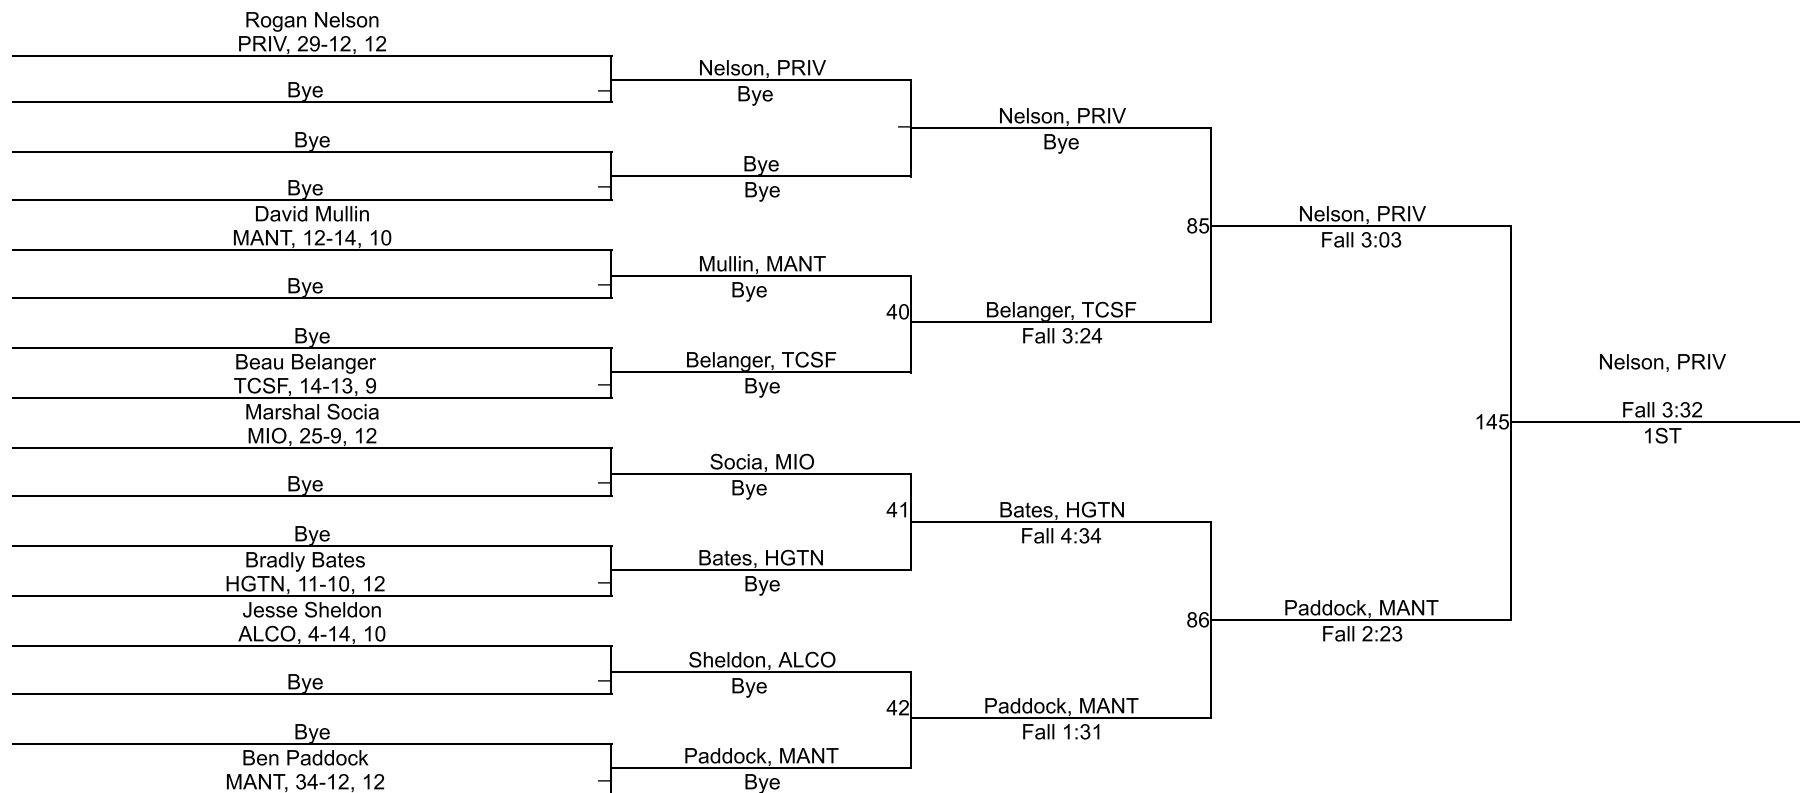 Rogan Nelson
PRIV, 29-12, 12
Bye
Bye
Bye
David Mullin
MANT, 12-14, 10
Bye
Bye
Beau Belanger
TCSF, 14-13, 9
Marshal Socia
MIO, 25-9, 12
Bye
Bye
Bradly Bates
HGTN, 11-10, 12
Jesse Sheldon
ALCO, 4-14, 10
Bye
Bye
Ben Paddock
MANT, 34-12, 12
Nelson, PRIV
Bye
Bye
Bye
Mullin, MANT
Bye
40
Belanger, TCSF
Bye
Socia, MIO
Bye
41
Bates, HGTN
Bye
Sheldon, ALCO
Bye
42
Paddock, MANT
Bye
Nelson, PRIV
Bye
85
Belanger, TCSF
Fall 3:24
Bates, HGTN
Fall 4:34
86
Paddock, MANT
Fall 1:31
Nelson, PRIV
Fall 3:03
145
Paddock, MANT
Fall 2:23
Nelson, PRIV
Fall 3:32
1ST